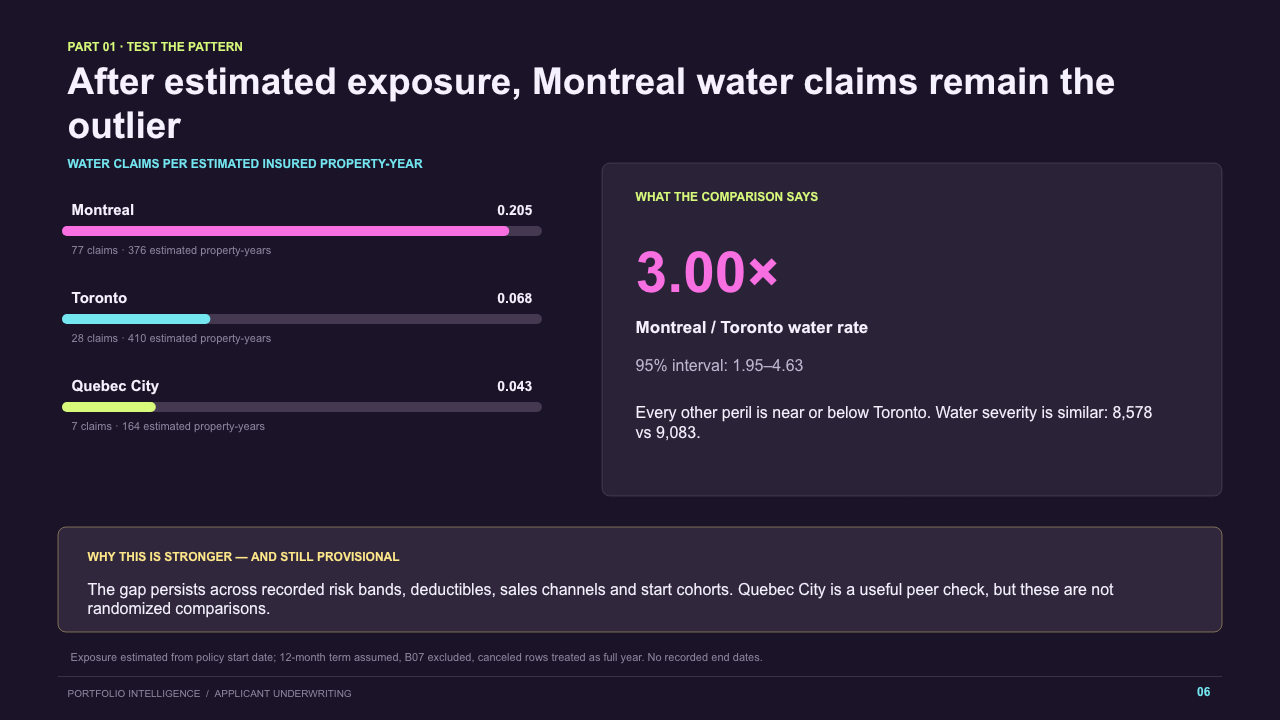 PART 01 · TEST THE PATTERN
After estimated exposure, Montreal water claims remain the
outlier
WATER CLAIMS PER ESTIMATED INSURED PROPERTY-YEAR
Montreal 0.205
77 claims · 376 estimated property-years
Toronto 0.068
28 claims · 410 estimated property-years
Quebec City 0.043
7 claims · 164 estimated property-years
WHAT THE COMPARISON SAYS
3.00×
Montreal / Toronto water rate
95% interval: 1.95–4.63
Every other peril is near or below Toronto. Water severity is similar: 8,578
vs 9,083.
WHY THIS IS STRONGER — AND STILL PROVISIONAL
The gap persists across recorded risk bands, deductibles, sales channels and start cohorts. Quebec City is a useful peer check, but these are not
randomized comparisons.
Exposure estimated from policy start date; 12-month term assumed, B07 excluded, canceled rows treated as full year. No recorded end dates.
PORTFOLIO INTELLIGENCE / APPLICANT UNDERWRITING
06